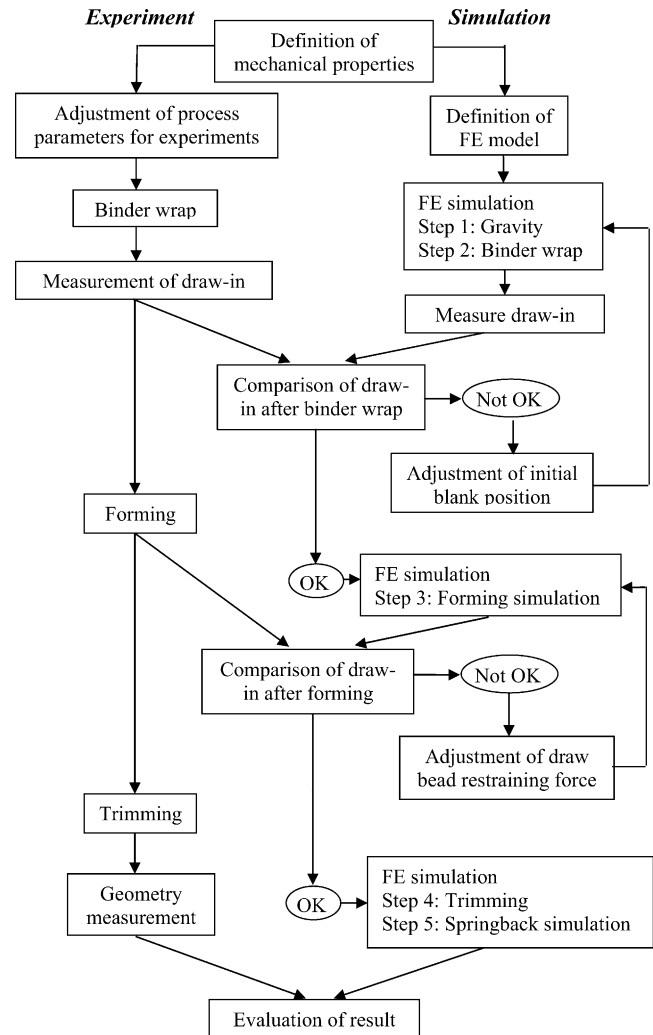 Experiment
Simulation
Definition of
mechanical properties
Adjustment of process
parameters for experiments
Definition of
FE model
Binder wrap
FE simulation
Step 1: Gravity
Step 2: Binder wrap
Measurement of draw-in
Measure draw-in
Comparison of draw-
in after binder wrap
Not OK
Adjustment of initial
blank position
Forming
OK
FE simulation
Step 3: Forming simulation
Comparison of draw-
in after forming
Not OK
Adjustment of draw
bead restraining force
Trimming
Geometry
measurement
OK
FE simulation
Step 4: Trimming
Step 5: Springback simulation
Evaluation of result